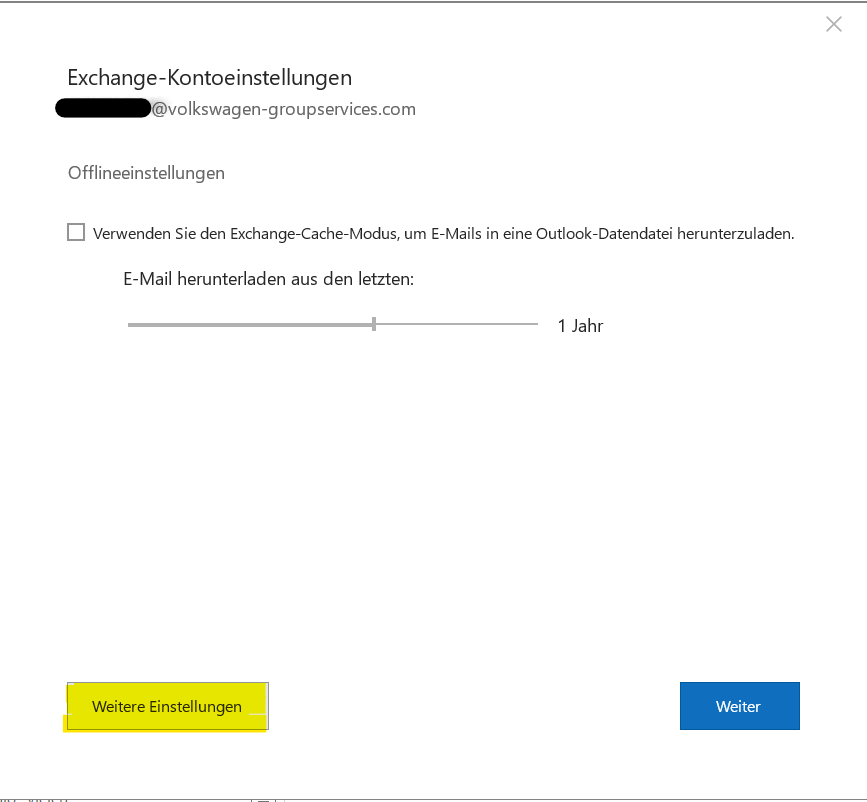 Exchange-Kontoeinstellungen
@volkswagen-groupservices.com
Offlineeinstellungen
Verwenden Sie den Exchange-Cache-Modus, um E-Mails in eine Outlook-Datendatei herunterzuladen.
E-Mail herunterladen aus den letzten:
1 Jahr
Weitere Einstellungen
Weiter